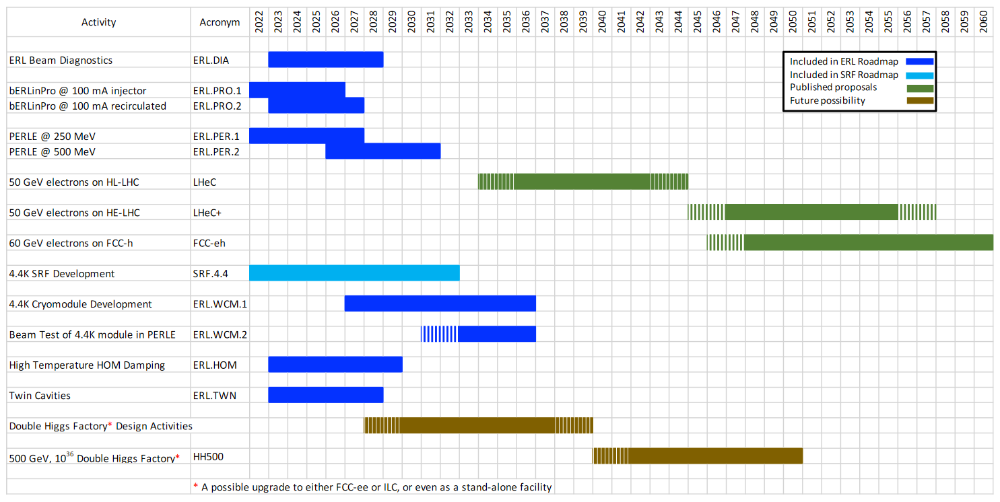 Activity Acronym 2022 2023 2024 2025 2026 2027 2028 2029 2030 2031 2032 2033 2034 2035 2036 2037 2038 2039 2040 2041 2042 2043 2044 2045 2046 2047 2048 2049 2050 2051 2052 2053 2054 2055 2056 2057 2058 2059 2060
ERL Beam Diagnostics ERL.DIA
Included in ERL Roadmap
Included in SRF Roadmap
Published proposals
Future possibility
bERLinPro @ 100 mA injector ERL.PRO.1
bERLinPro @ 100 mA recirculated ERL.PRO.2
PERLE @ 250 MeV ERL.PER.1
PERLE @ 500 MeV ERL.PER.2
50 GeV electrons on HL-LHC LHeC
50 GeV electrons on HE-LHC LHeC+
60 GeV electrons on FCC-h FCC-eh
4.4K SRF Development SRF.4.4
4.4K Cryomodule Development ERL.WCM.1
Beam Test of 4.4K module in PERLE ERL.WCM.2
High Temperature HOM Damping ERL.HOM
Twin Cavities ERL.TWN
Double Higgs Factory* Design Activities
500 GeV, 10³⁶ Double Higgs Factory* HH500
* A possible upgrade to either FCC-ee or ILC, or even as a stand-alone facility